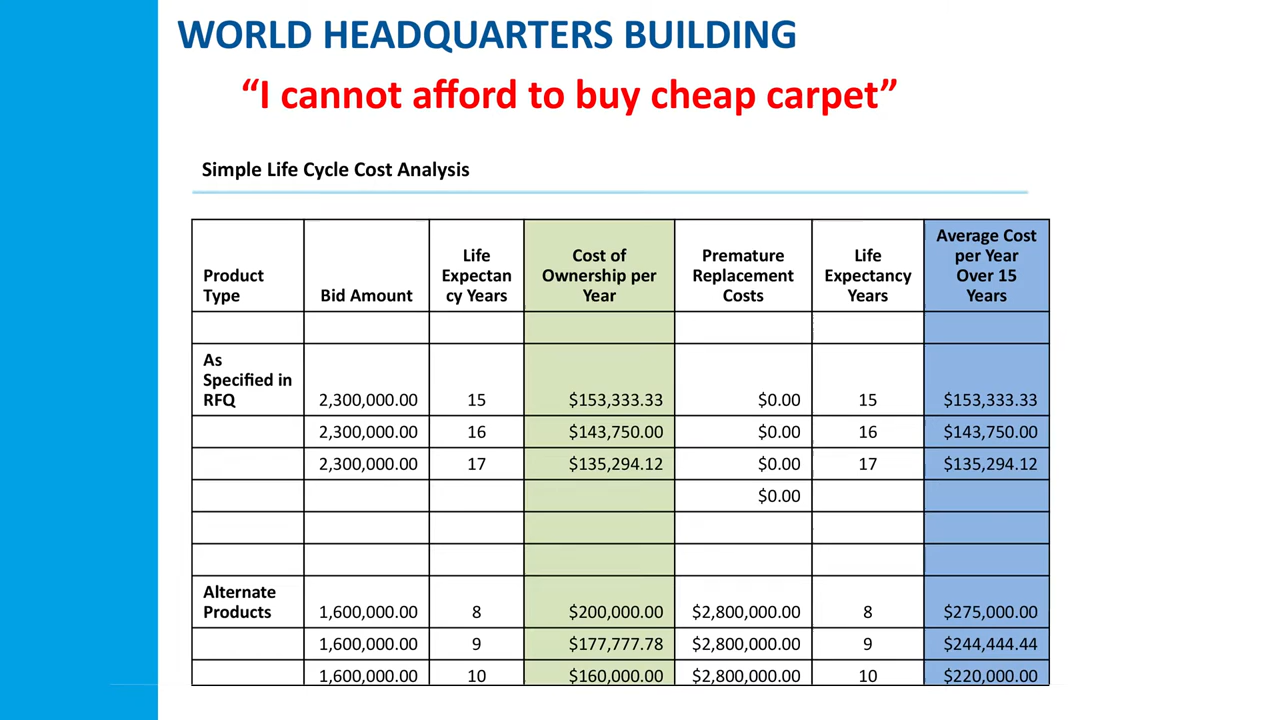 WORLD HEADQUARTERS BUILDING
“I cannot afford to buy cheap carpet”
Simple Life Cycle Cost Analysis
Product Type Bid Amount Life Expectan cy Years Cost of Ownership per Year Premature Replacement Costs Life Expectancy Years Average Cost per Year Over 15 Years
As Specified in RFQ 2,300,000.00 15 $153,333.33 $0.00 15 $153,333.33
2,300,000.00 16 $143,750.00 $0.00 16 $143,750.00
2,300,000.00 17 $135,294.12 $0.00 17 $135,294.12
$0.00
Alternate Products 1,600,000.00 8 $200,000.00 $2,800,000.00 8 $275,000.00
1,600,000.00 9 $177,777.78 $2,800,000.00 9 $244,444.44
1,600,000.00 10 $160,000.00 $2,800,000.00 10 $220,000.00